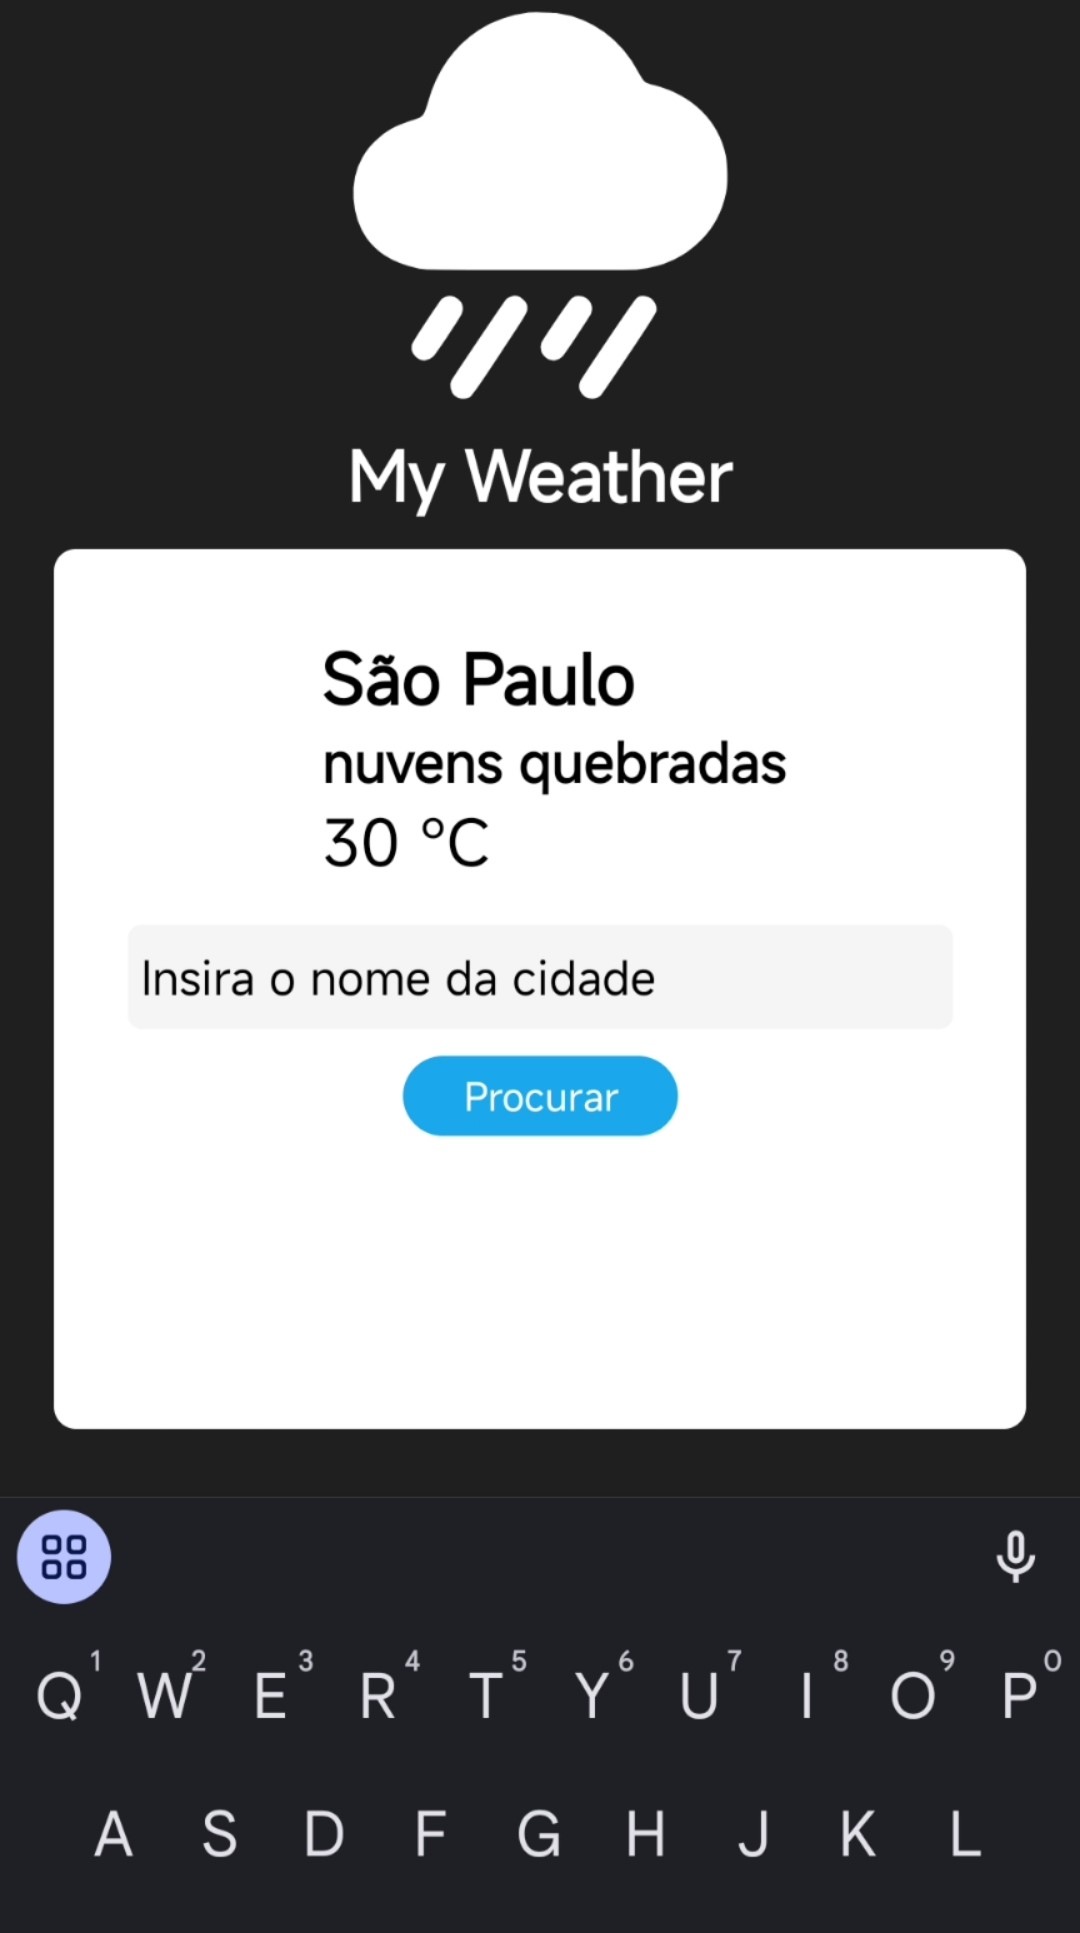 My Weather
São Paulo
nuvens quebradas
30 °C
Insira o nome da cidade
Procurar
Q 1 W 2 E 3 R 4 T 5 Y 6 U 7 I 8 O 9 P 0
A S D F G H J K L